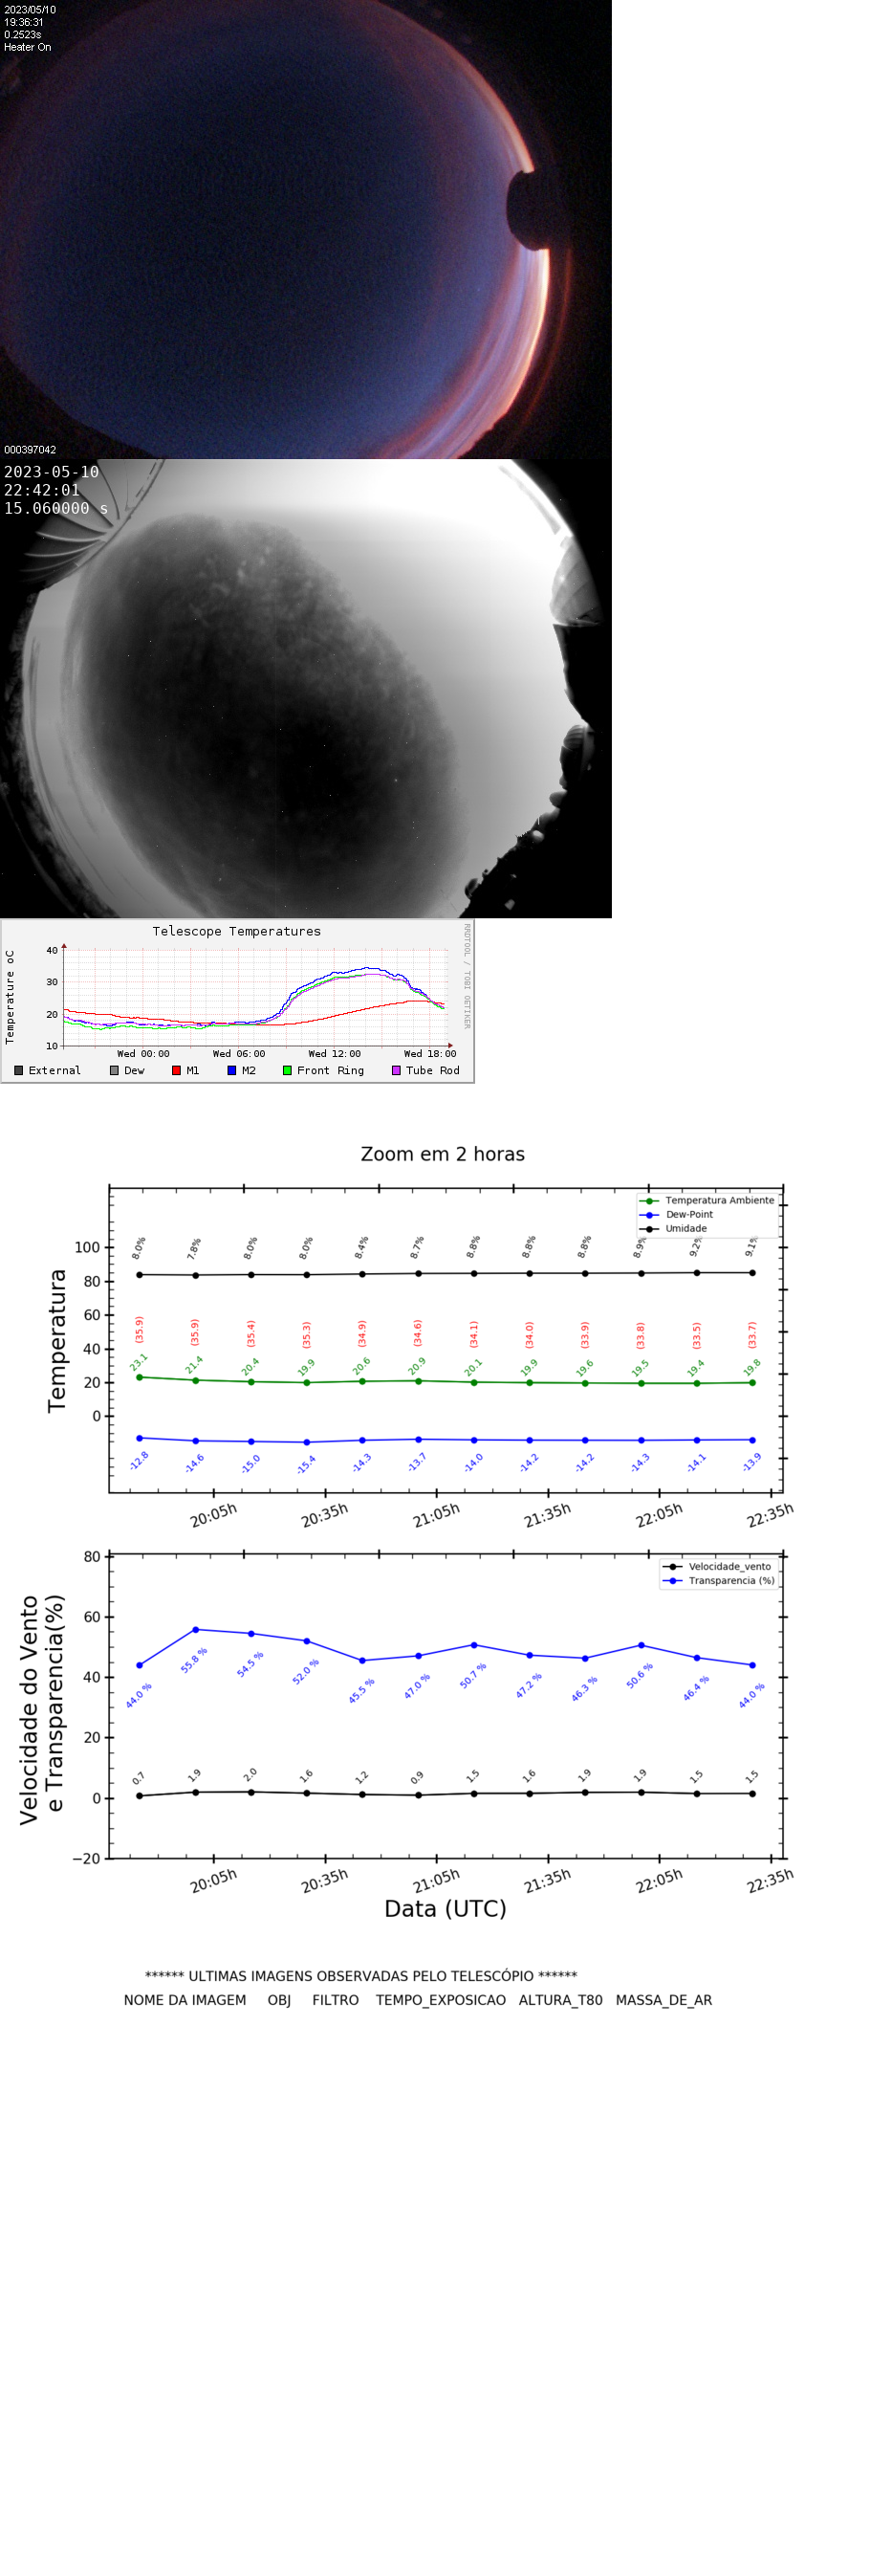 2023/05/10
19:36:31
0.2523s
Heater On
000397042
2023-05-10
22:42:01
15.060000 s
Telescope Temperatures
RRDTOOL / TOBI OETIKER
Temperature oC
40
30
20
10
Wed 00:00 Wed 06:00 Wed 12:00 Wed 18:00
External Dew M1 M2 Front Ring Tube Rod
Zoom em 2 horas
Temperatura Ambiente
Dew-Point
Umidade
Temperatura
100
80
60
40
20
0
8.0% 7.8% 8.0% 8.0% 8.4% 8.7% 8.8% 8.8% 8.8% 8.9% 9.2% 9.1%
(35.9) (35.9) (35.4) (35.3) (34.9) (34.6) (34.1) (34.0) (33.9) (33.8) (33.5) (33.7)
23.1 21.4 20.4 19.9 20.6 20.9 20.1 19.9 19.6 19.5 19.4 19.8
-12.8 -14.6 -15.0 -15.4 -14.3 -13.7 -14.0 -14.2 -14.2 -14.3 -14.1 -13.9
20:05h 20:35h 21:05h 21:35h 22:05h 22:35h
Velocidade_vento
Transparencia (%)
Velocidade do Vento
e Transparencia(%)
80
60
40
20
0
−20
44.0 % 55.8 % 54.5 % 52.0 % 45.5 % 47.0 % 50.7 % 47.2 % 46.3 % 50.6 % 46.4 % 44.0 %
0.7 1.9 2.0 1.6 1.2 0.9 1.5 1.6 1.9 1.9 1.5 1.5
20:05h 20:35h 21:05h 21:35h 22:05h 22:35h
Data (UTC)
****** ULTIMAS IMAGENS OBSERVADAS PELO TELESCÓPIO ******
NOME DA IMAGEM OBJ FILTRO TEMPO_EXPOSICAO ALTURA_T80 MASSA_DE_AR